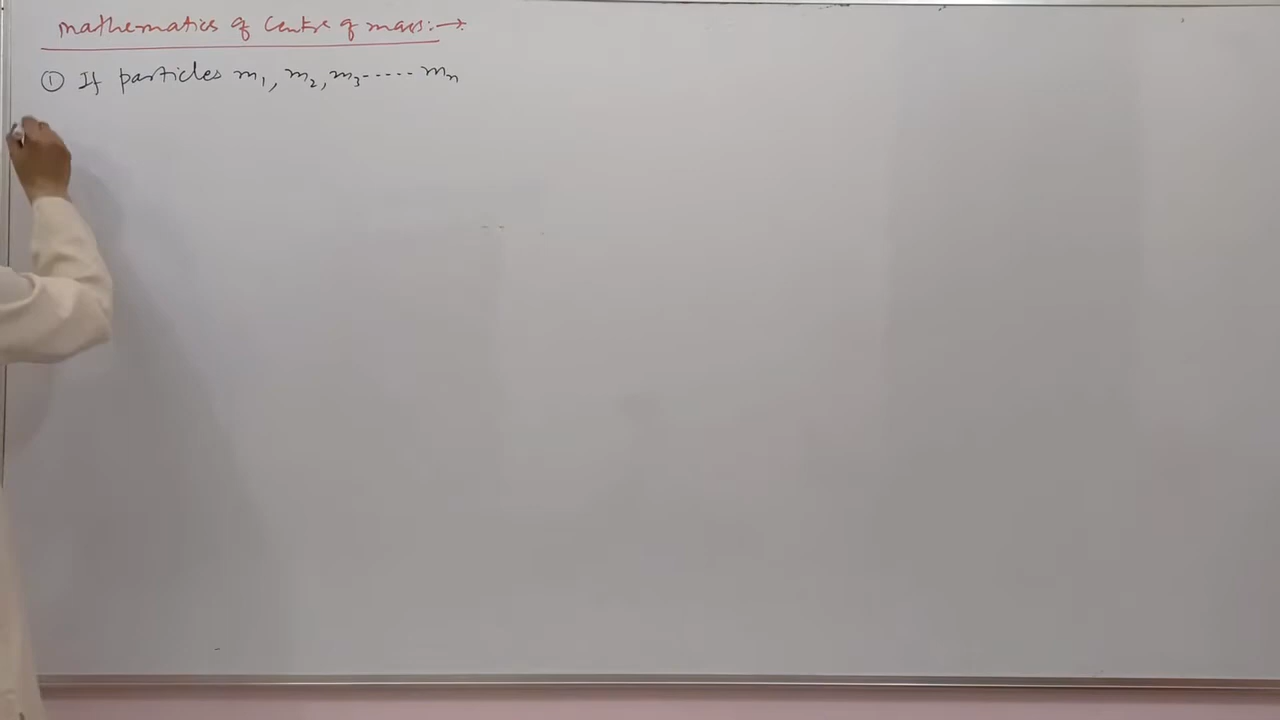 mathematics of Centre of mass:→
① If particles m₁, m₂, m₃ ----- mₙ